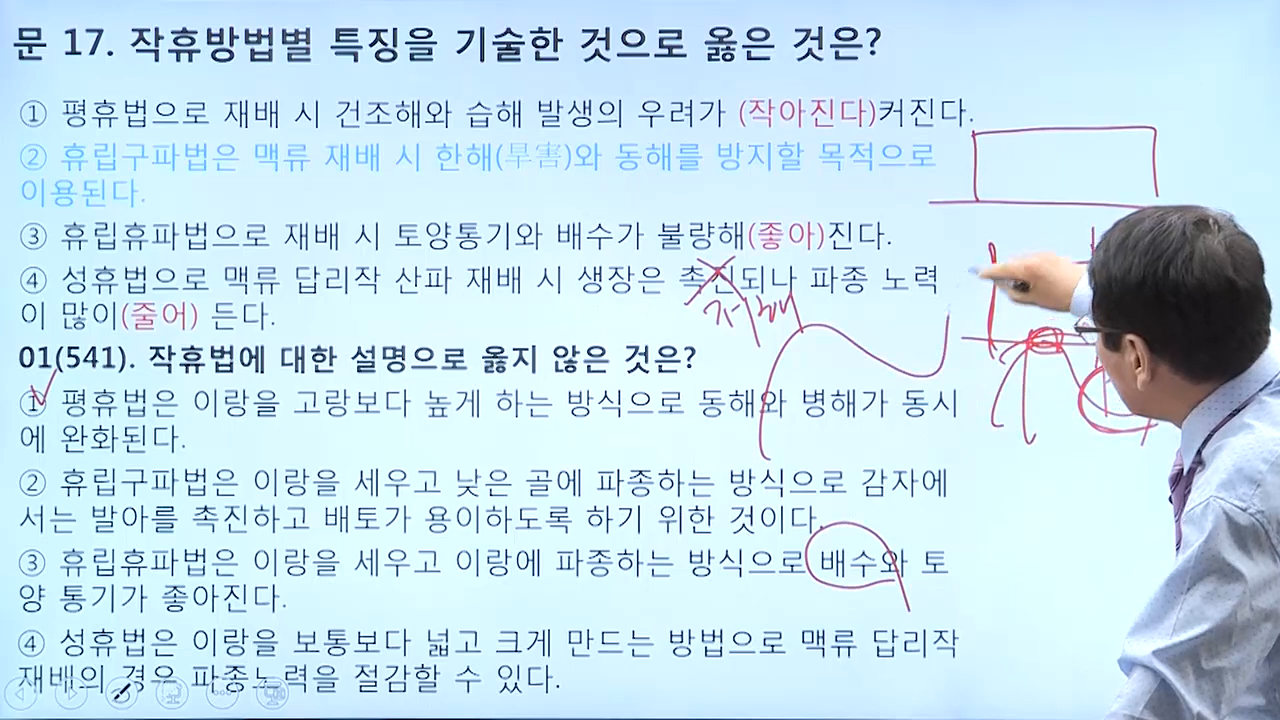 문 17. 작휴방법별 특징을 기술한 것으로 옳은 것은?
① 평휴법으로 재배 시 건조해와 습해 발생의 우려가 (작아진다)커진다.
② 휴립구파법은 맥류 재배 시 한해(旱害)와 동해를 방지할 목적으로
이용된다.
③ 휴립휴파법으로 재배 시 토양통기와 배수가 불량해(좋아)진다.
④ 성휴법으로 맥류 답리작 산파 재배 시 생장은 촉진되나 파종 노력
이 많이(줄어) 든다.
01(541). 작휴법에 대한 설명으로 옳지 않은 것은?
① 평휴법은 이랑을 고랑보다 높게 하는 방식으로 동해와 병해가 동시
에 완화된다.
② 휴립구파법은 이랑을 세우고 낮은 골에 파종하는 방식으로 감자에
서는 발아를 촉진하고 배토가 용이하도록 하기 위한 것이다.
③ 휴립휴파법은 이랑을 세우고 이랑에 파종하는 방식으로 배수와 토
양 통기가 좋아진다.
④ 성휴법은 이랑을 보통보다 넓고 크게 만드는 방법으로 맥류 답리작
재배의 경우 파종노력을 절감할 수 있다.